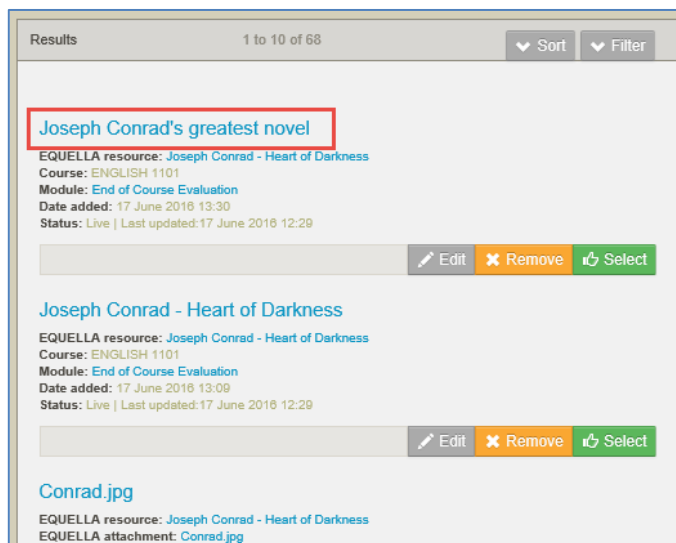 Results 1 to 10 of 68 Sort Filter
Joseph Conrad's greatest novel
EQUELLA resource: Joseph Conrad - Heart of Darkness
Course: ENGLISH 1101
Module: End of Course Evaluation
Date added: 17 June 2016 13:30
Status: Live | Last updated:17 June 2016 12:29
Edit Remove Select
Joseph Conrad - Heart of Darkness
EQUELLA resource: Joseph Conrad - Heart of Darkness
Course: ENGLISH 1101
Module: End of Course Evaluation
Date added: 17 June 2016 13:09
Status: Live | Last updated:17 June 2016 12:29
Edit Remove Select
Conrad.jpg
EQUELLA resource: Joseph Conrad - Heart of Darkness
EQUELLA attachment: Conrad.jpg